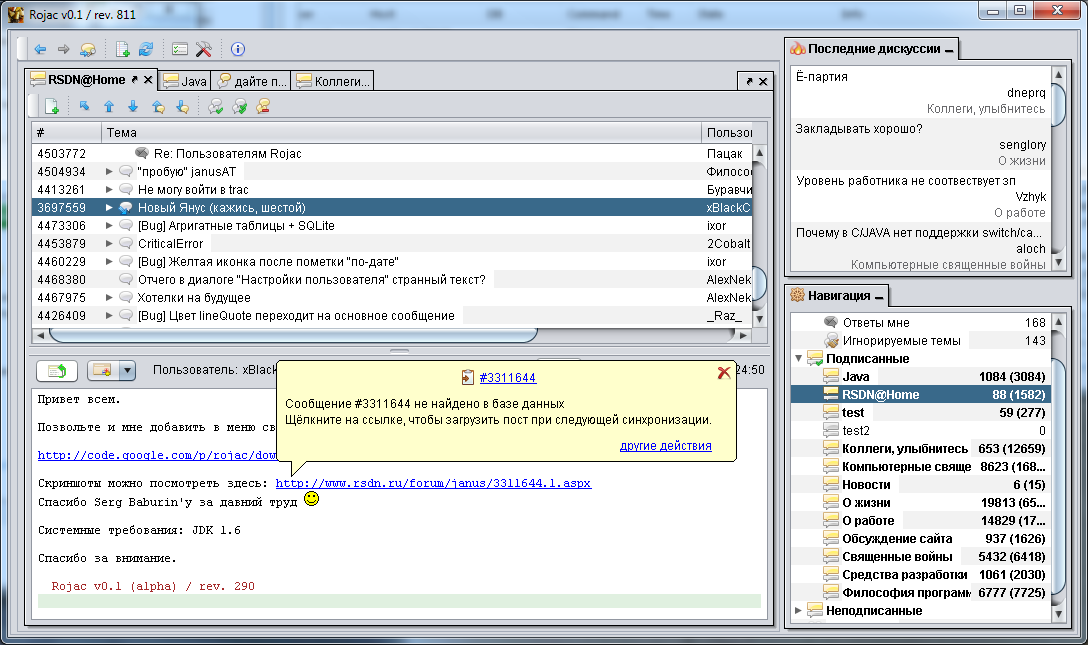 Rojac v0.1 / rev. 811
RSDN@Home
Java
дайте п...
Коллеги...
# Тема Пользо
4503772 Re: Пользователям Rojac Пацак
4504934 "пробую" janusAT Филосо
4413261 Не могу войти в trac Буравчи
3697559 Новый Янус (кажись, шестой) xBlackC
4473306 [Bug] Агригатные таблицы + SQLite ixor
4453879 CriticalError 2Cobalt
4460229 [Bug] Желтая иконка после пометки "по-дате" ixor
4468380 Отчего в диалоге "Настройки пользователя" странный текст? AlexNek
4467975 Хотелки на будущее AlexNek
4426409 [Bug] Цвет lineQuote переходит на основное сообщение _Raz_
Пользователь: xBlack
24:50
#3311644
Сообщение #3311644 не найдено в базе данных
Щёлкните на ссылке, чтобы загрузить пост при следующей синхронизации.
другие действия
Привет всем.
Позвольте и мне добавить в меню св
http://code.google.com/p/rojac/dow
Скриншоты можно посмотреть здесь: http://www.rsdn.ru/forum/janus/3311644.1.aspx
Спасибо Serg Baburin'у за давний труд
Системные требования: JDK 1.6
Спасибо за внимание.
Rojac v0.1 (alpha) / rev. 290
Последние дискуссии
Ё-партия
dneprq
Коллеги, улыбнитесь
Закладывать хорошо?
senglory
О жизни
Уровень работника не соотвествует зп
Vzhyk
О работе
Почему в C/JAVA нет поддержки switch/ca...
aloch
Компьютерные священные войны
Навигация
Ответы мне 168
Игнорируемые темы 143
Подписанные
Java 1084 (3084)
RSDN@Home 88 (1582)
test 59 (277)
test2 0
Коллеги, улыбнитесь 653 (12659)
Компьютерные свяще 8623 (168...
Новости 6 (15)
О жизни 19813 (65...
О работе 14829 (17...
Обсуждение сайта 937 (1626)
Священные войны 5432 (6418)
Средства разработки 1061 (2030)
Философия програми 6777 (7725)
Неподписанные